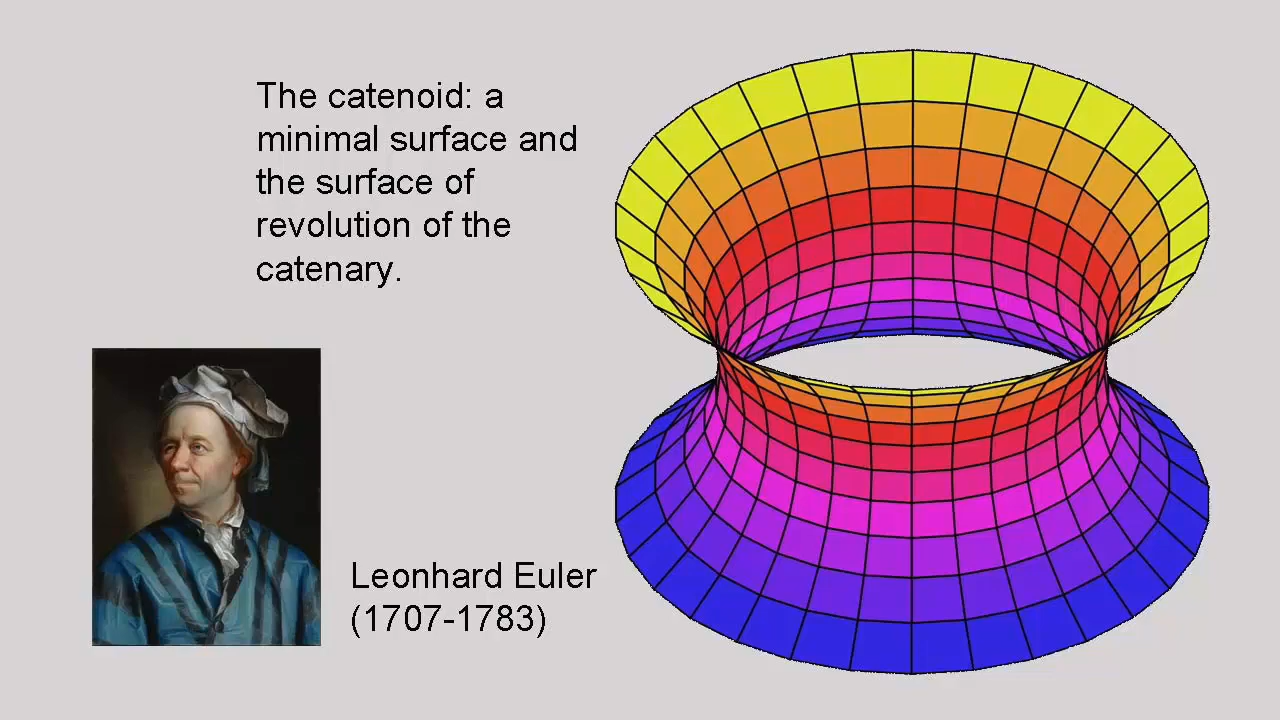 The catenoid: a
minimal surface and
the surface of
revolution of the
catenary.
Leonhard Euler
(1707-1783)